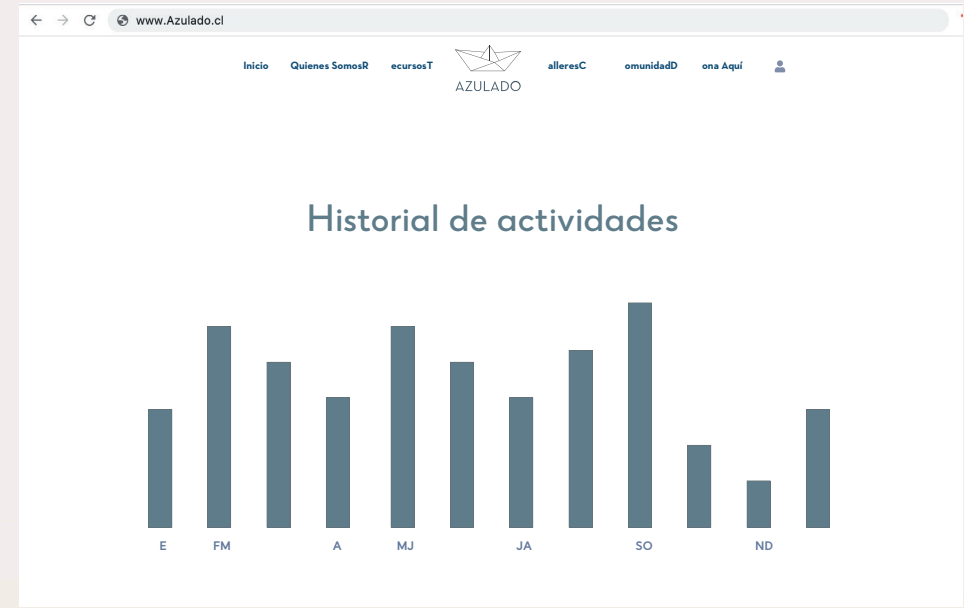 www.Azulado.cl
Inicio Quienes SomosR ecursosT alleresC omunidadD ona Aquí
AZULADO
Historial de actividades
E FM A MJ JA SO ND